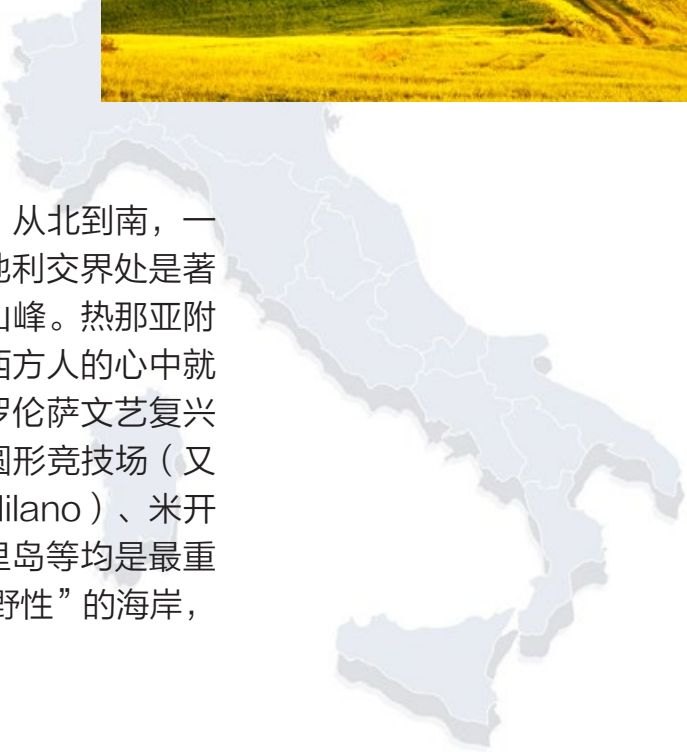 从北到南，一
地利交界处是著
山峰。热那亚附
西方人的心中就
罗伦萨文艺复兴
圆形竞技场（又
ilano）、米开
里岛等均是最重
野性”的海岸，